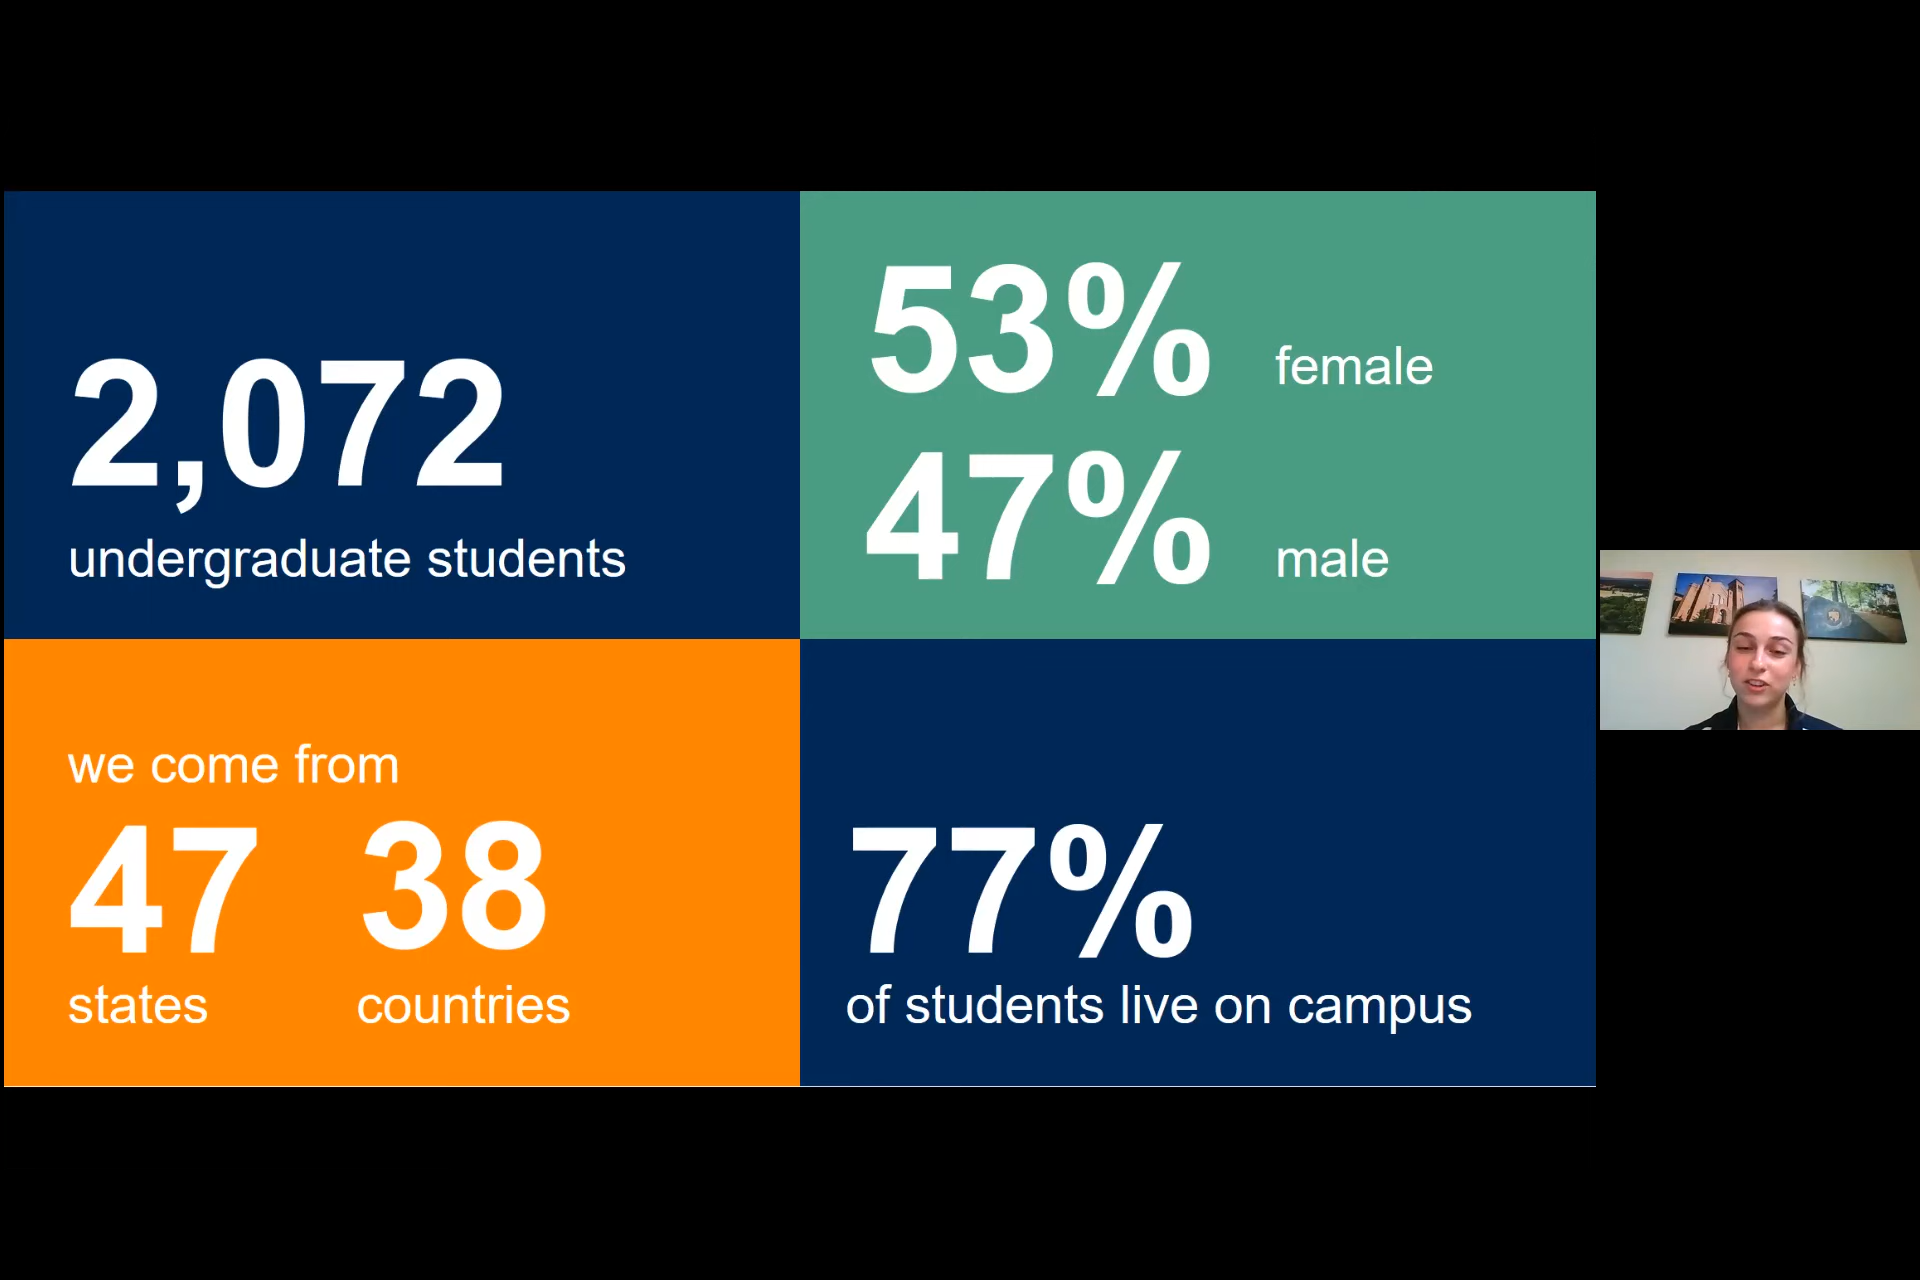 2,072
undergraduate students
53% female
47% male
we come from
47 38
states countries
77%
of students live on campus